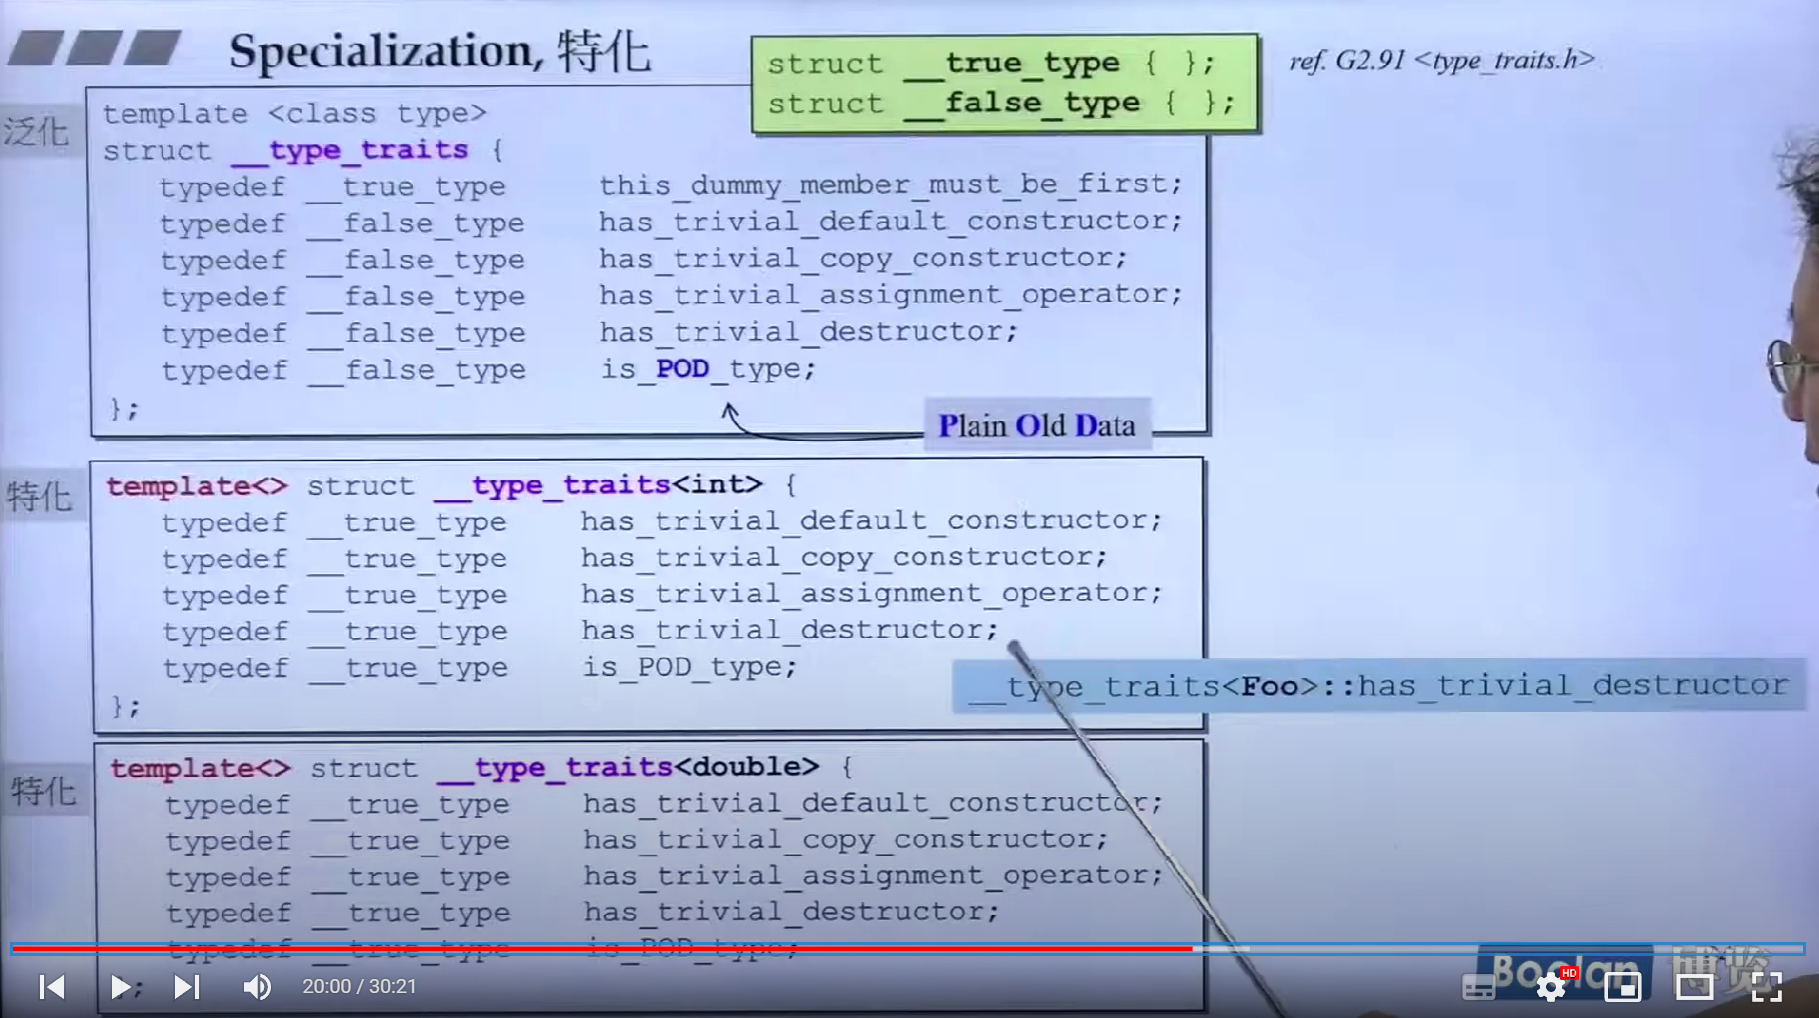 Specialization, 特化
struct __true_type { };
struct __false_type { };
ref. G2.91 <type_traits.h>
泛化
template <class type>
struct __type_traits {
typedef __true_type this_dummy_member_must_be_first;
typedef __false_type has_trivial_default_constructor;
typedef __false_type has_trivial_copy_constructor;
typedef __false_type has_trivial_assignment_operator;
typedef __false_type has_trivial_destructor;
typedef __false_type is_POD_type;
};
Plain Old Data
特化
template<> struct __type_traits<int> {
typedef __true_type has_trivial_default_constructor;
typedef __true_type has_trivial_copy_constructor;
typedef __true_type has_trivial_assignment_operator;
typedef __true_type has_trivial_destructor;
typedef __true_type is_POD_type;
};
__type_traits<Foo>::has_trivial_destructor
特化
template<> struct __type_traits<double> {
typedef __true_type has_trivial_default_constructor;
typedef __true_type has_trivial_copy_constructor;
typedef __true_type has_trivial_assignment_operator;
typedef __true_type has_trivial_destructor;
typedef __true_type is_POD_type;
};
20:00 / 30:21
HD
Boolan 博览